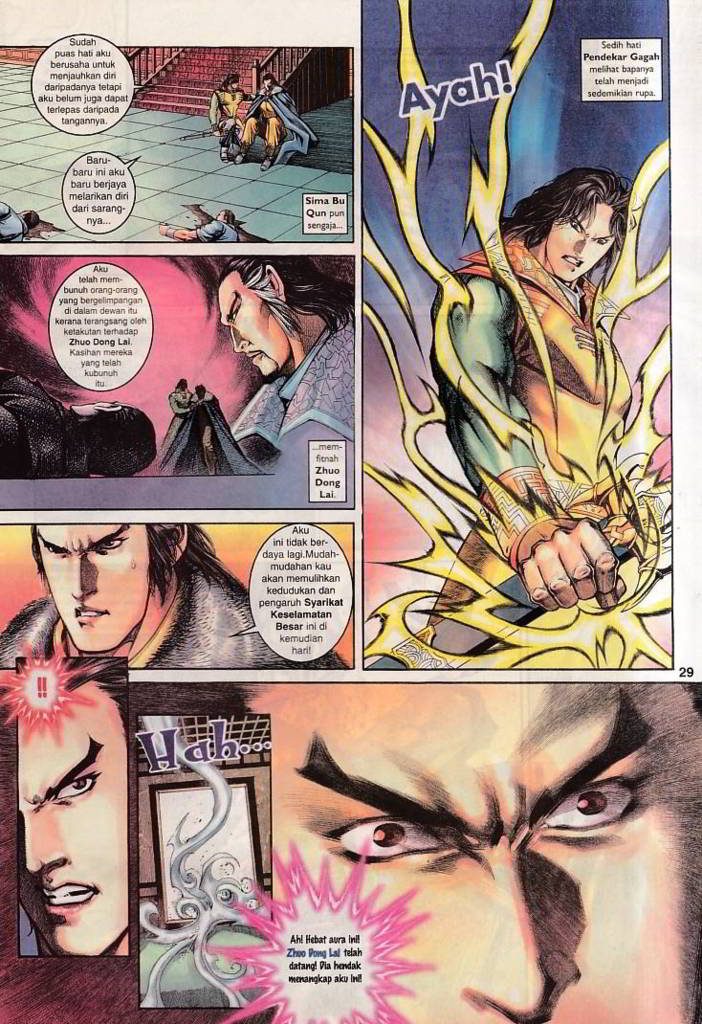 Sudah
puas hati aku
berusaha untuk
menjauhkan diri
daripadanya tetapi
aku belum juga dapat
terlepas daripada
tangannya.
Baru-
baru ini aku
baru berjaya
melarikan diri
dari sarang-
nya...
Sima Bu
Qun pun
sengaja...
Aku
telah mem-
bunuh orang-orang
yang bergelimpangan
di dalam dewan itu
kerana terangsang oleh
ketakutan terhadap
Zhuo Dong Lai.
Kasihan mereka
yang telah
kubunuh
itu.
...mem-
fitnah
Zhuo
Dong
Lai.
Aku
ini tidak ber-
daya lagi.Mudah-
mudahan kau
akan memulihkan
kedudukan dan
pengaruh Syarikat
Keselamatan
Besar ini di
kemudian
hari!
Ayah!
Sedih hati
Pendekar Gagah
melihat bapanya
telah menjadi
sedemikian rupa.
29
!!
Hah...
Ah! Hebat aura ini!
Zhuo Dong Lai telah
datang! Dia hendak
menangkap aku ini!